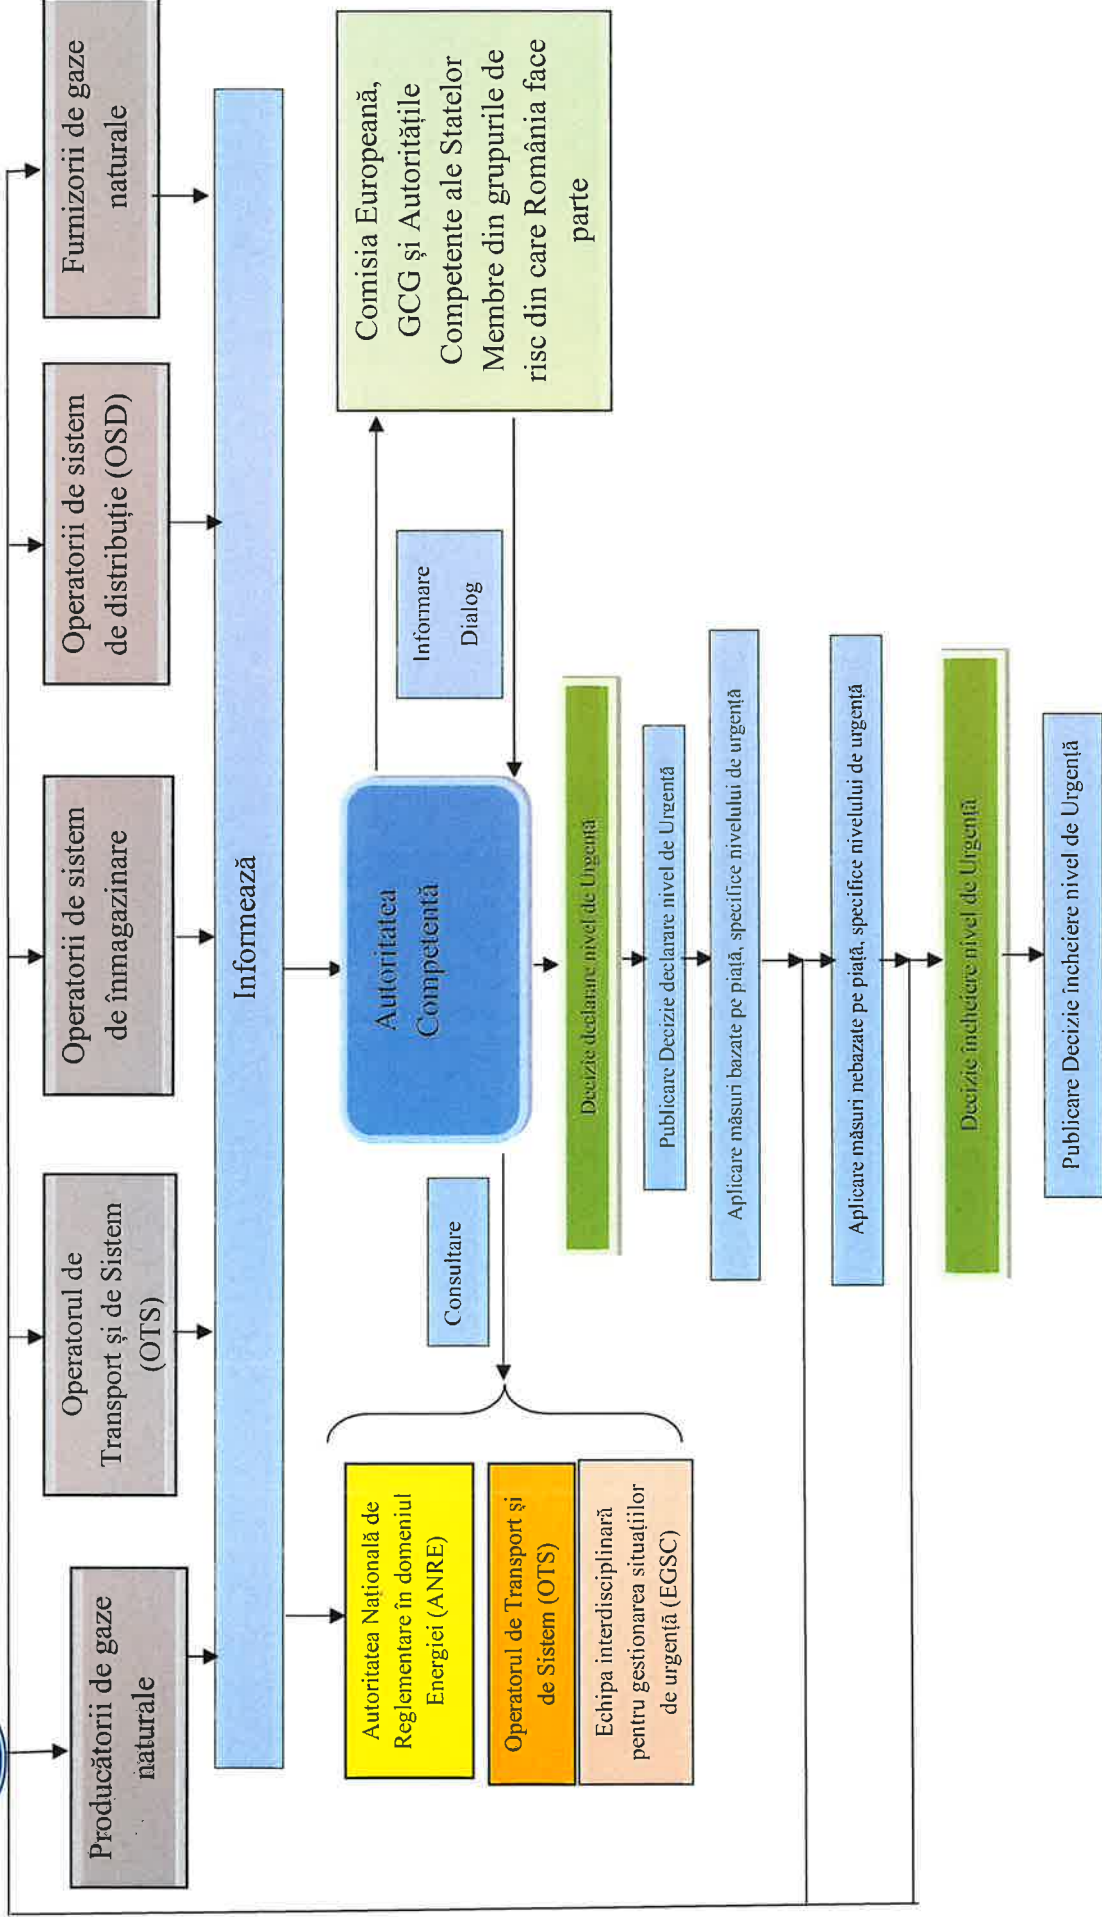 Producătorii de gaze
naturale
Operatorul de
Transport și de Sistem
(OTS)
Operatorii de sistem
de înmagazinare
Operatorii de sistem
de distribuție (OSD)
Furnizorii de gaze
naturale
Informează
Autoritatea Națională de
Reglementare în domeniul
Energiei (ANRE)
Operatorul de Transport și
de Sistem (OTS)
Echipa interdisciplinară
pentru gestionarea situațiilor
de urgență (EGSC)
Consultare
Autoritatea
Competentă
Informare
Dialog
Comisia Europeană,
GCG și Autoritățile
Competente ale Statelor
Membre din grupurile de
risc din care România face
parte
Decizie declarare nivel de Urgență
Publicare Decizie declarare nivel de Urgență
Aplicare măsuri bazate pe piață, specifice nivelului de urgență
Aplicare măsuri nebazate pe piață, specifice nivelului de urgență
Decizie încheiere nivel de Urgență
Publicare Decizie încheiere nivel de Urgență